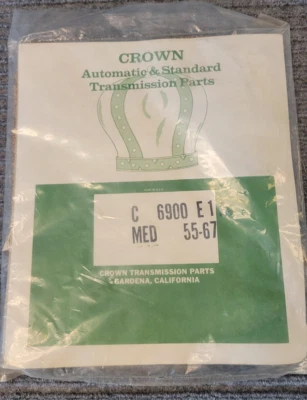 CROWN
Automatic & Standard
Transmission Parts
C 6900 E1
MED 55-67
CROWN TRANSMISSION PARTS
GARDENA, CALIFORNIA